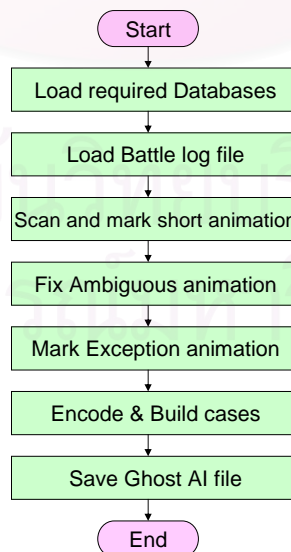 Start
Load required Databases
Load Battle log file
Scan and mark short animation
Fix Ambiguous animation
Mark Exception animation
Encode & Build cases
Save Ghost AI file
End